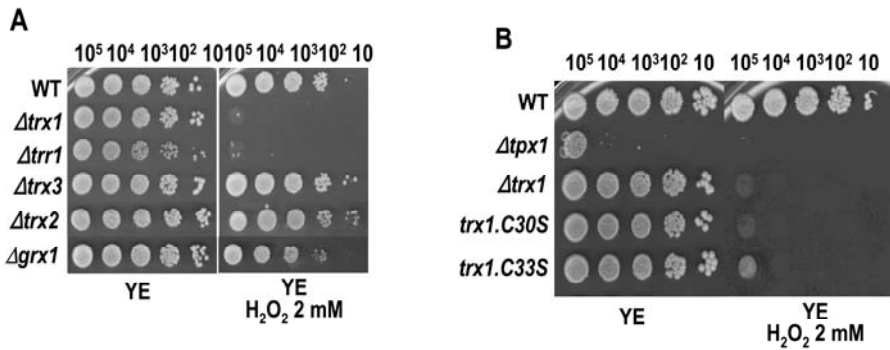 A
10⁵ 10⁴ 10³10² 10 10⁵ 10⁴ 10³10² 10
WT
Δtrx1
Δtrr1
Δtrx3
Δtrx2
Δgrx1
YE
YE
H₂O₂ 2 mM
B
10⁵ 10⁴ 10³ 10² 10 10⁵ 10⁴ 10³10² 10
WT
Δtpx1
Δtrx1
trx1.C30S
trx1.C33S
YE
YE
H₂O₂ 2 mM